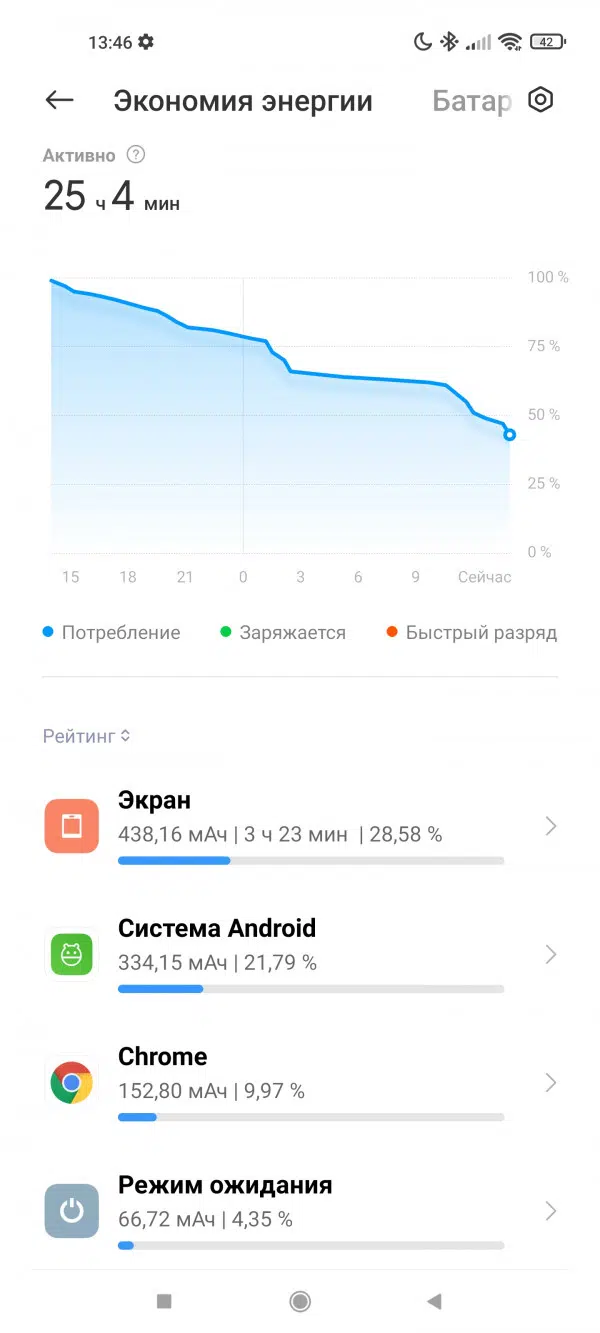 13:46
42
Экономия энергии Батар
Активно ?
25 ч 4 мин
100 %
75 %
50 %
25 %
0 %
15 18 21 0 3 6 9 Сейчас
Потребление Заряжается Быстрый разряд
Рейтинг
Экран
438,16 мАч | 3 ч 23 мин | 28,58 %
Система Android
334,15 мАч | 21,79 %
Chrome
152,80 мАч | 9,97 %
Режим ожидания
66,72 мАч | 4,35 %